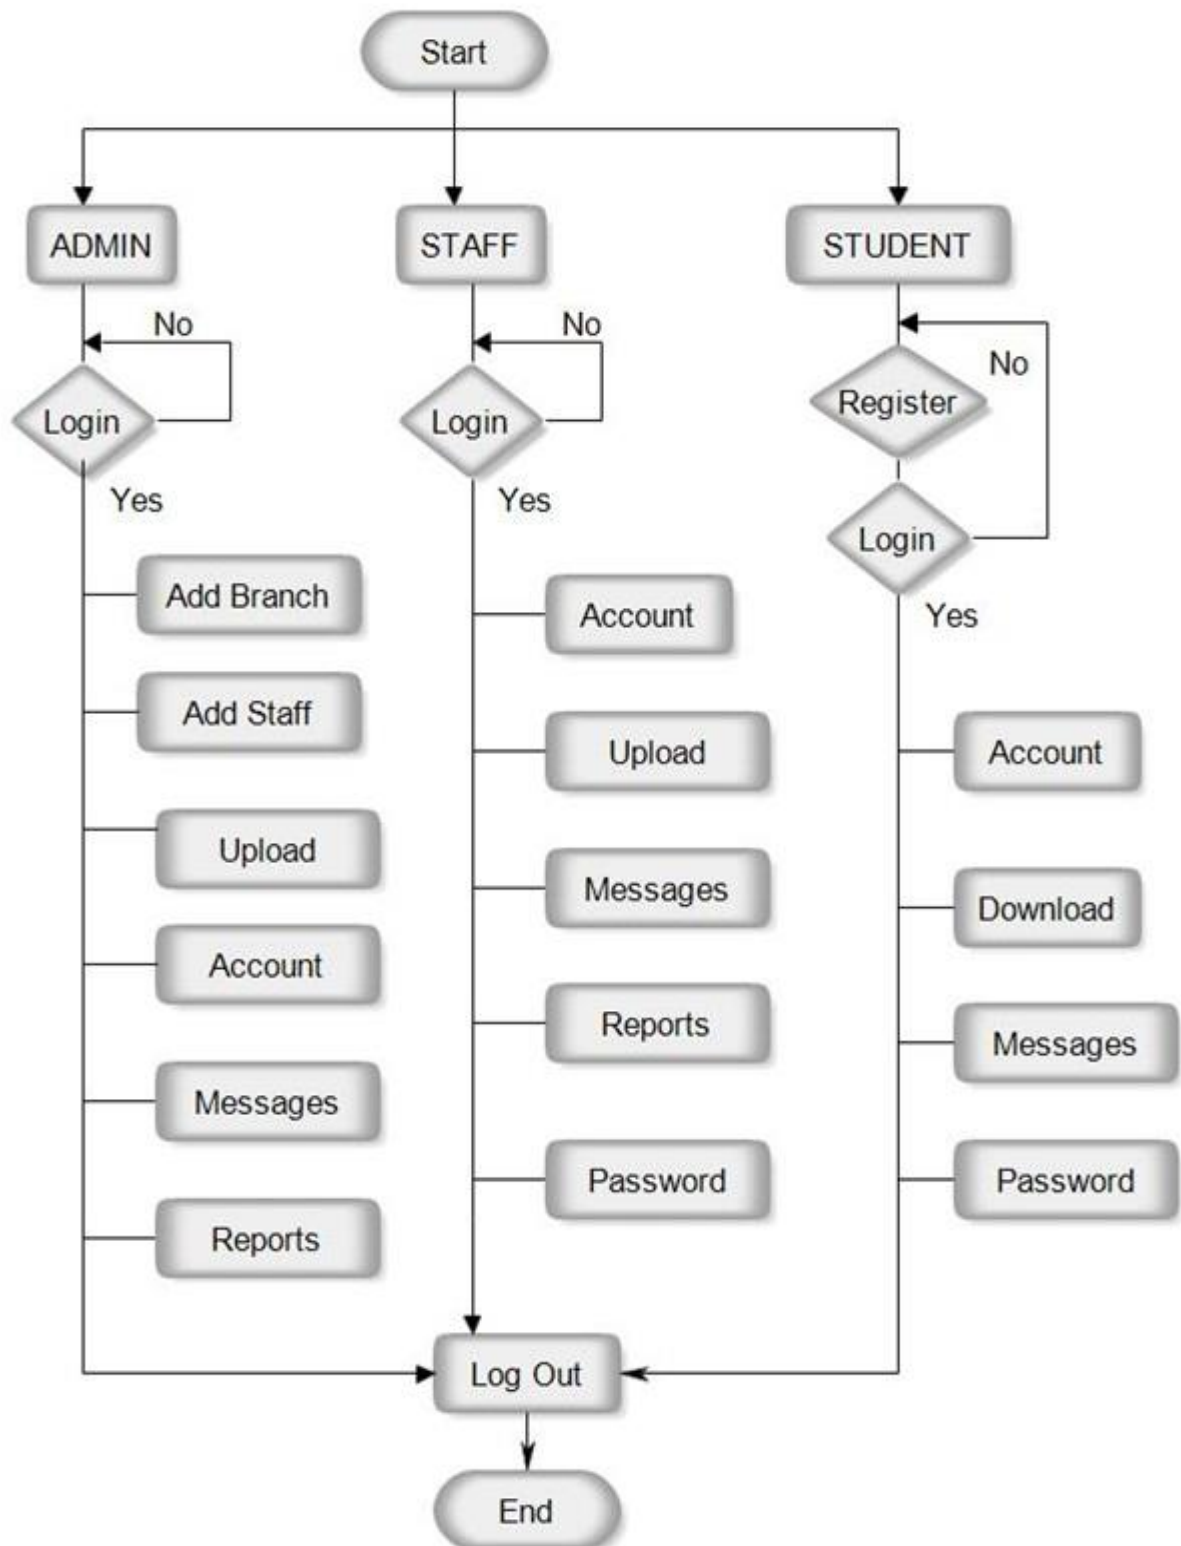 Start
ADMIN
STAFF
STUDENT
No
No
No
Login
Login
Register
Yes
Yes
Login
Yes
Add Branch
Add Staff
Upload
Account
Messages
Reports
Account
Upload
Messages
Reports
Password
Account
Download
Messages
Password
Log Out
End